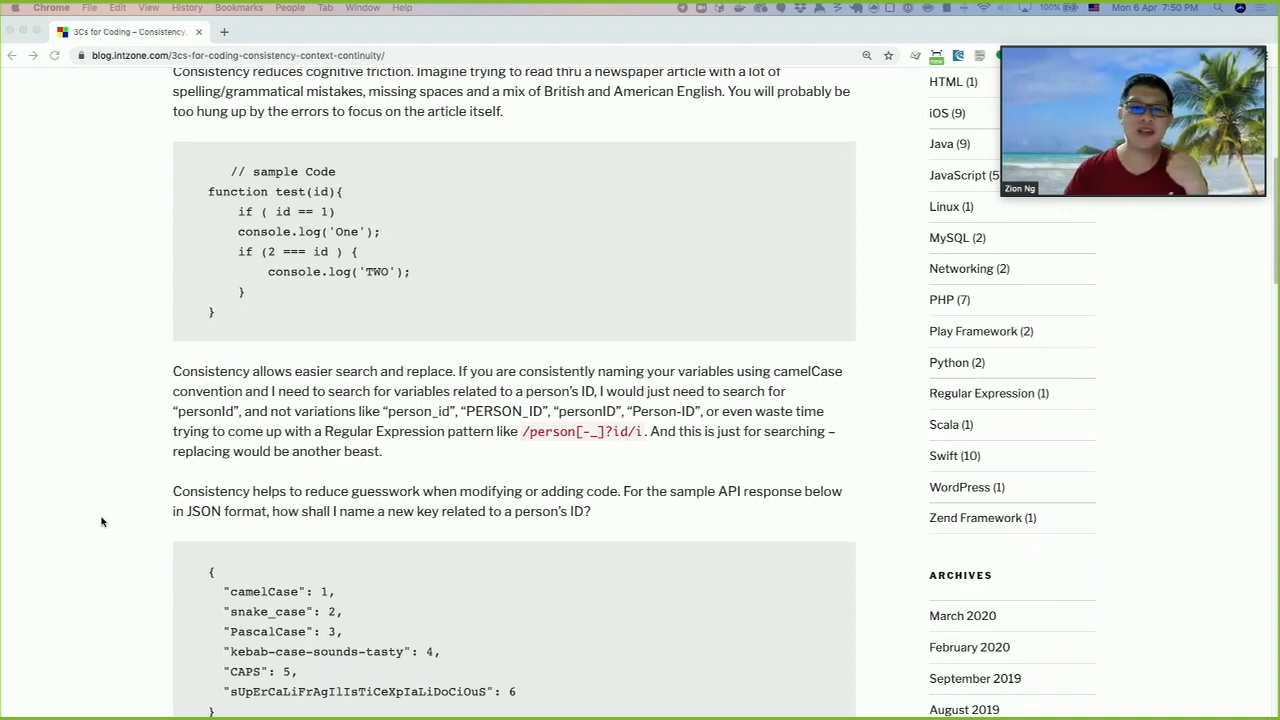 Chrome File Edit View History Bookmarks People Tab Window Help 100% Mon 6 Apr 7:50 PM
3Cs for Coding – Consistency,
blog.intzone.com/3cs-for-coding-consistency-context-continuity/
new
Consistency reduces cognitive friction. Imagine trying to read thru a newspaper article with a lot of
spelling/grammatical mistakes, missing spaces and a mix of British and American English. You will probably be
too hung up by the errors to focus on the article itself.
// sample Code
function test(id){
if ( id == 1)
console.log('One');
if (2 === id ) {
console.log('TWO');
}
}
Consistency allows easier search and replace. If you are consistently naming your variables using camelCase
convention and I need to search for variables related to a person's ID, I would just need to search for
“personId”, and not variations like “person_id”, “PERSON_ID”, “personID”, “Person-ID”, or even waste time
trying to come up with a Regular Expression pattern like /person[-_]?id/i. And this is just for searching –
replacing would be another beast.
Consistency helps to reduce guesswork when modifying or adding code. For the sample API response below
in JSON format, how shall I name a new key related to a person's ID?
{
"camelCase": 1,
"snake_case": 2,
"PascalCase": 3,
"kebab-case-sounds-tasty": 4,
"CAPS": 5,
"sUpErCaLiFrAgIlIsTiCeXpIaLiDoCiOuS": 6
}
HTML (1)
iOS (9)
Java (9)
JavaScript (5
Linux (1)
MySQL (2)
Networking (2)
PHP (7)
Play Framework (2)
Python (2)
Regular Expression (1)
Scala (1)
Swift (10)
WordPress (1)
Zend Framework (1)
ARCHIVES
March 2020
February 2020
September 2019
August 2019
Zion Ng